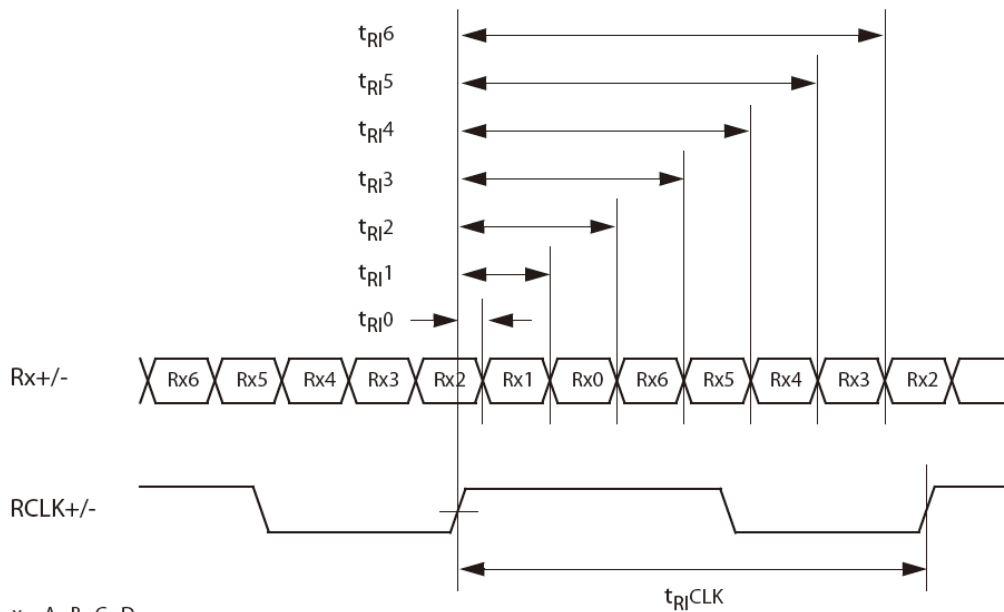 tRI6
tRI5
tRI4
tRI3
tRI2
tRI1
tRI0
Rx+/- Rx6 Rx5 Rx4 Rx3 Rx2 Rx1 Rx0 Rx6 Rx5 Rx4 Rx3 Rx2
RCLK+/-
tRICLK